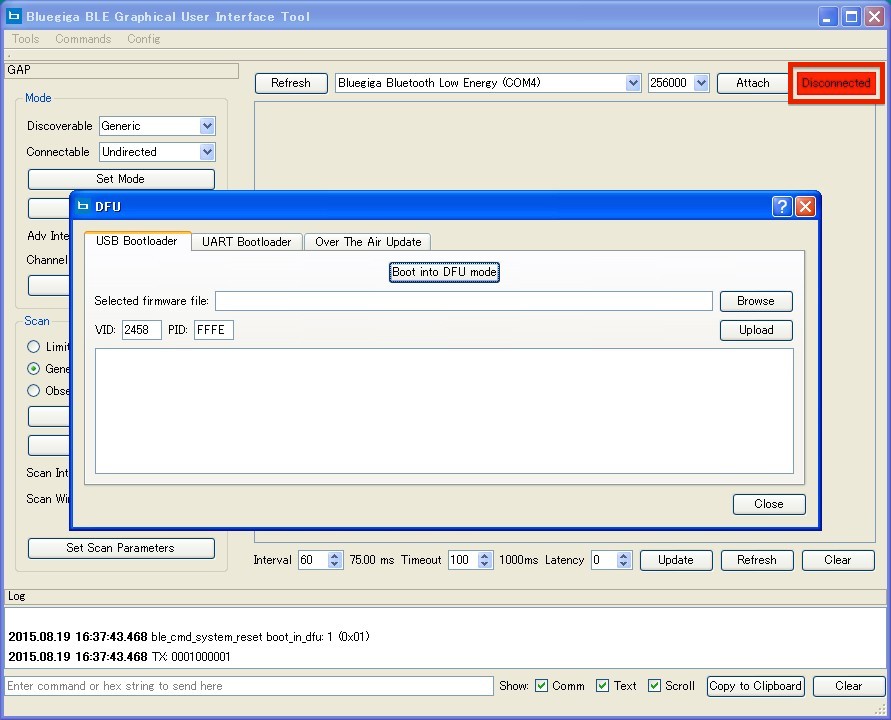 Bluegiga BLE Graphical User Interface Tool
Tools Commands Config
GAP
Refresh Bluegiga Bluetooth Low Energy (COM4) 256000 Attach Disconnected
Mode
Discoverable Generic
Connectable Undirected
Set Mode
DFU
Adv Inte
USB Bootloader UART Bootloader Over The Air Update
Channel
Boot into DFU mode
Selected firmware file: Browse
Scan
VID: 2458 PID: FFFE Upload
Limit
Gene
Obse
Scan Int
Scan Wi
Close
Set Scan Parameters
Interval 60 75.00 ms Timeout 100 1000ms Latency 0 Update Refresh Clear
Log
2015.08.19 16:37:43.468 ble_cmd_system_reset boot_in_dfu: 1 (0x01)
2015.08.19 16:37:43.468 TX: 0001000001
Enter command or hex string to send here Show: Comm Text Scroll Copy to Clipboard Clear